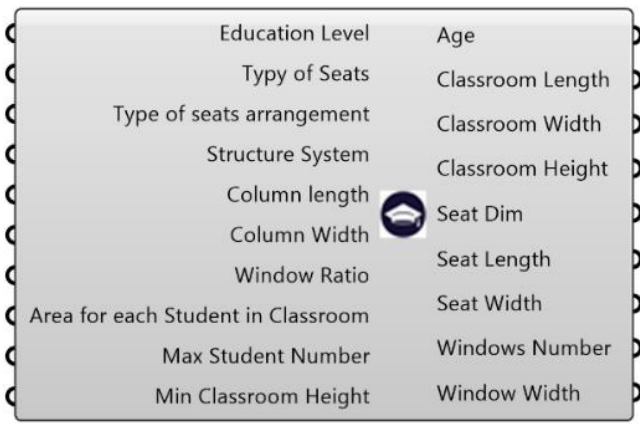 Education Level
Typy of Seats
Type of seats arrangement
Structure System
Column length
Column Width
Window Ratio
Area for each Student in Classroom
Max Student Number
Min Classroom Height
Age
Classroom Length
Classroom Width
Classroom Height
Seat Dim
Seat Length
Seat Width
Windows Number
Window Width